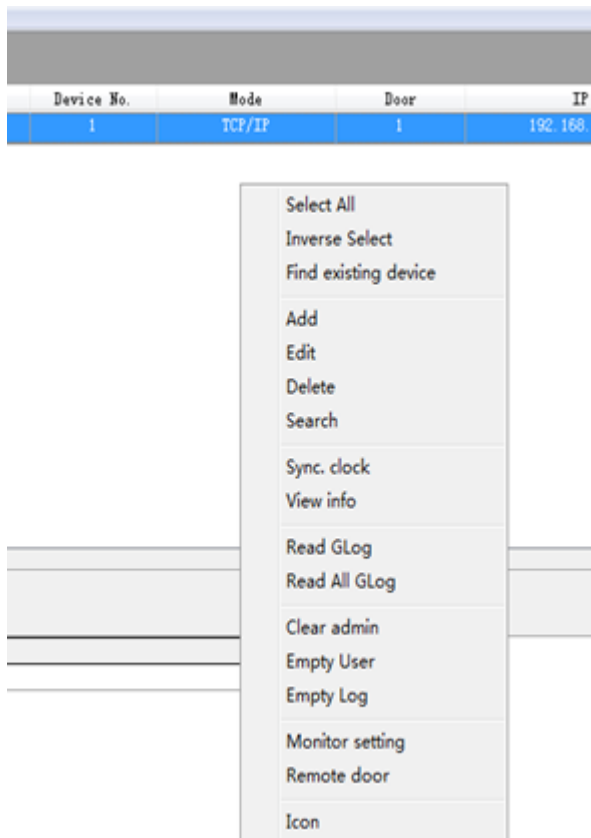 Device No. Mode Door IP
1 TCP/IP 1 192.168.
Select All
Inverse Select
Find existing device
Add
Edit
Delete
Search
Sync. clock
View info
Read GLog
Read All GLog
Clear admin
Empty User
Empty Log
Monitor setting
Remote door
Icon